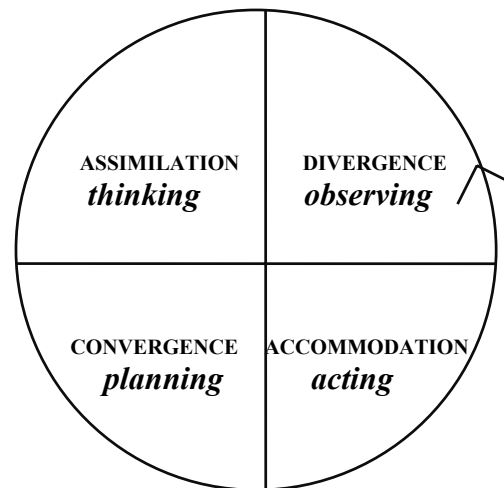 ASSIMILATION
thinking
DIVERGENCE
observing
CONVERGENCE
planning
ACCOMMODATION
acting